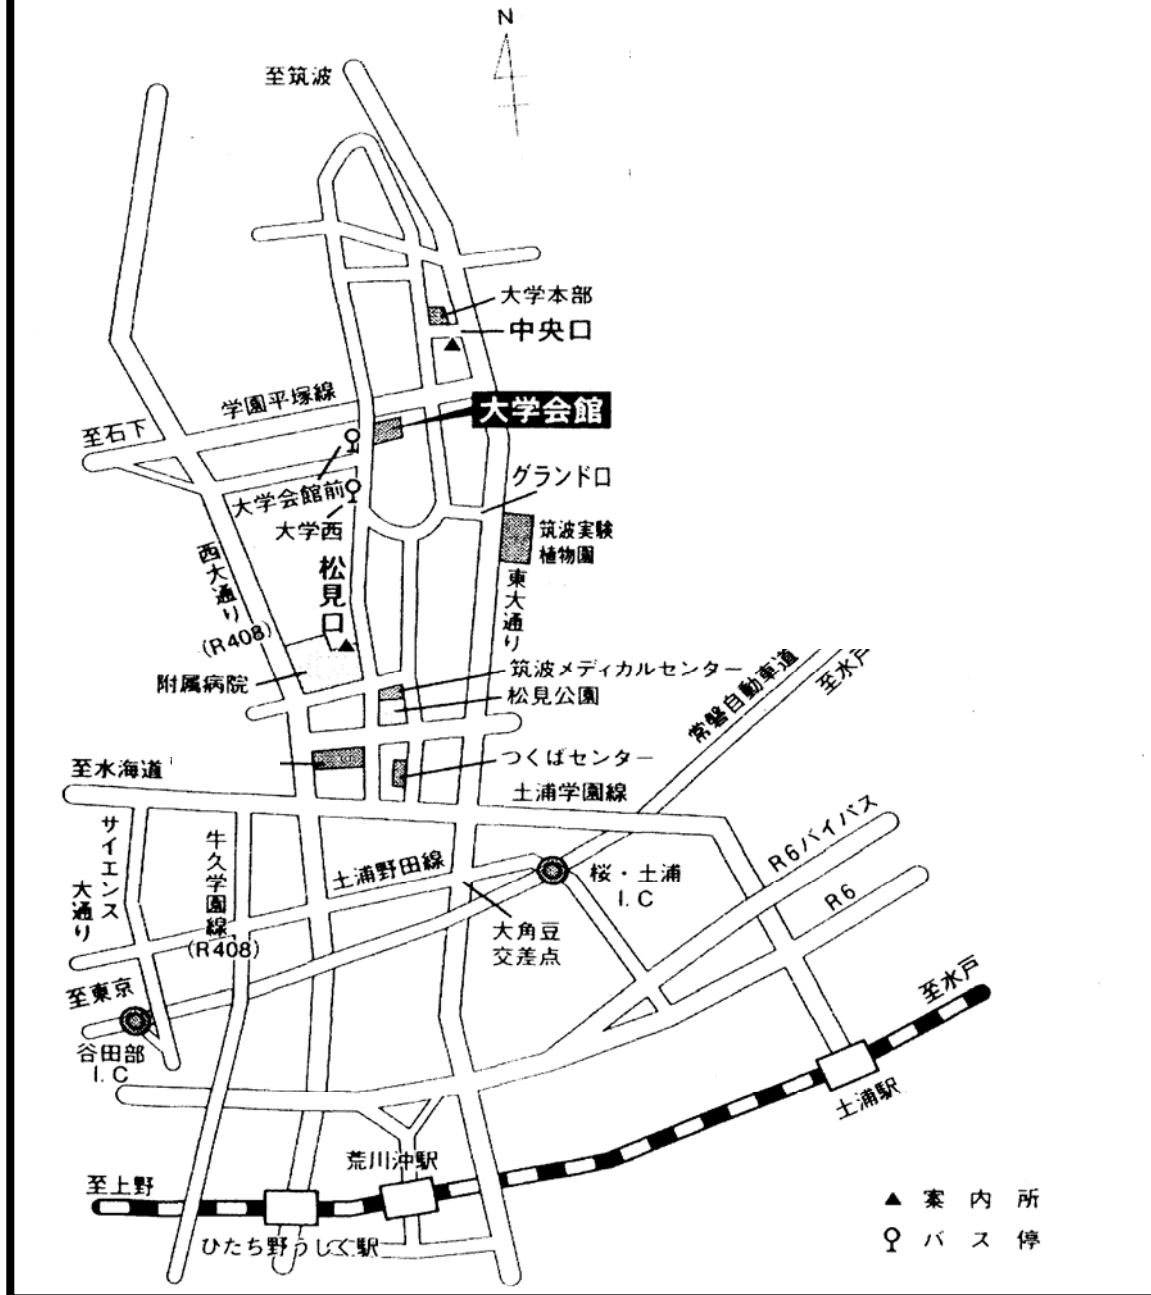 N
至筑波
大学本部
中央口
学園平塚線
大学会館
至石下
大学会館前
グランド口
大学西
筑波実験
植物園
松見口
西大通り
(R408)
東大通り
附属病院
筑波メディカルセンター
松見公園
常磐自動車道
至水戸
つくばセンター
至水海道
土浦学園線
サイエンス
大通り
牛久学園線
(R408)
土浦野田線
桜・土浦
I.C
R6バイパス
R6
大角豆
交差点
至東京
谷田部
I.C
至水戸
土浦駅
荒川沖駅
至上野
ひたち野うしく駅
▲ 案内所
バス停